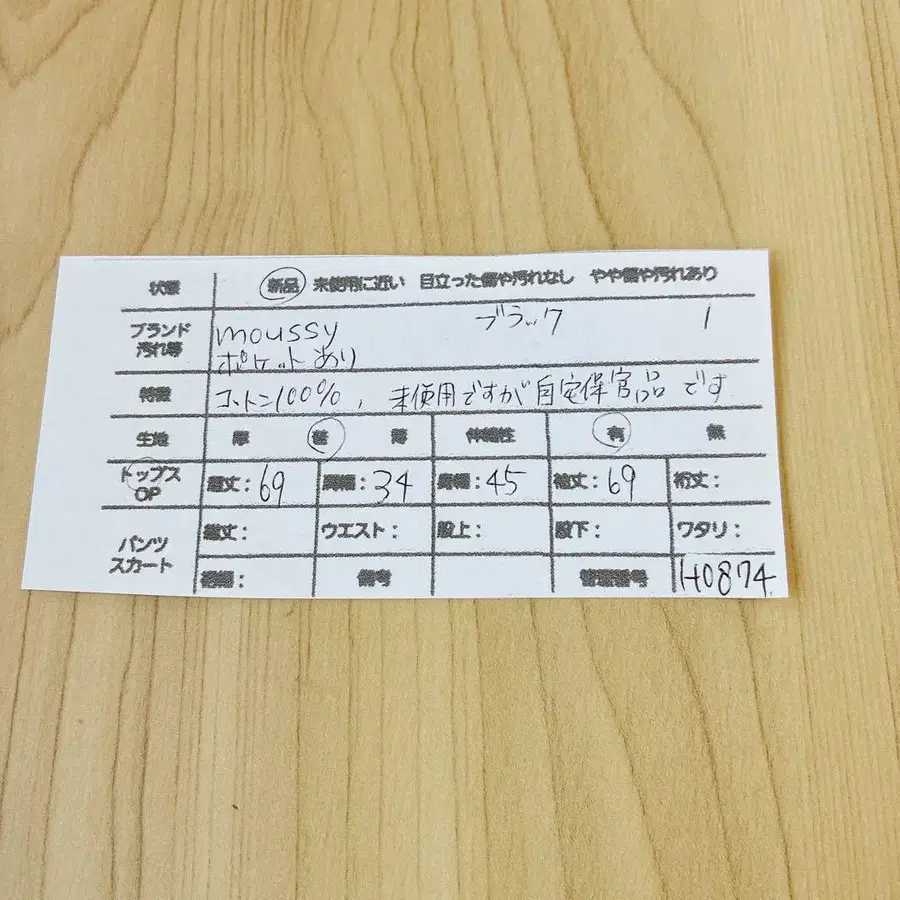 状態 新品 未使用に近い 目立った傷や汚れなし やや傷や汚れあり
ブランド 汚れ等 moussy ブラック 1
ポケットあり
特徴 コットン100%, 未使用ですが自宅保管品です
生地 厚 普 薄 伸縮性 有 無
トップス OP 総丈:69 肩幅:34 身幅:45 袖丈:69 裄丈:
パンツ スカート 総丈: ウエスト: 股上: 股下: ワタリ:
裾幅: 備考 管理番号 H0874